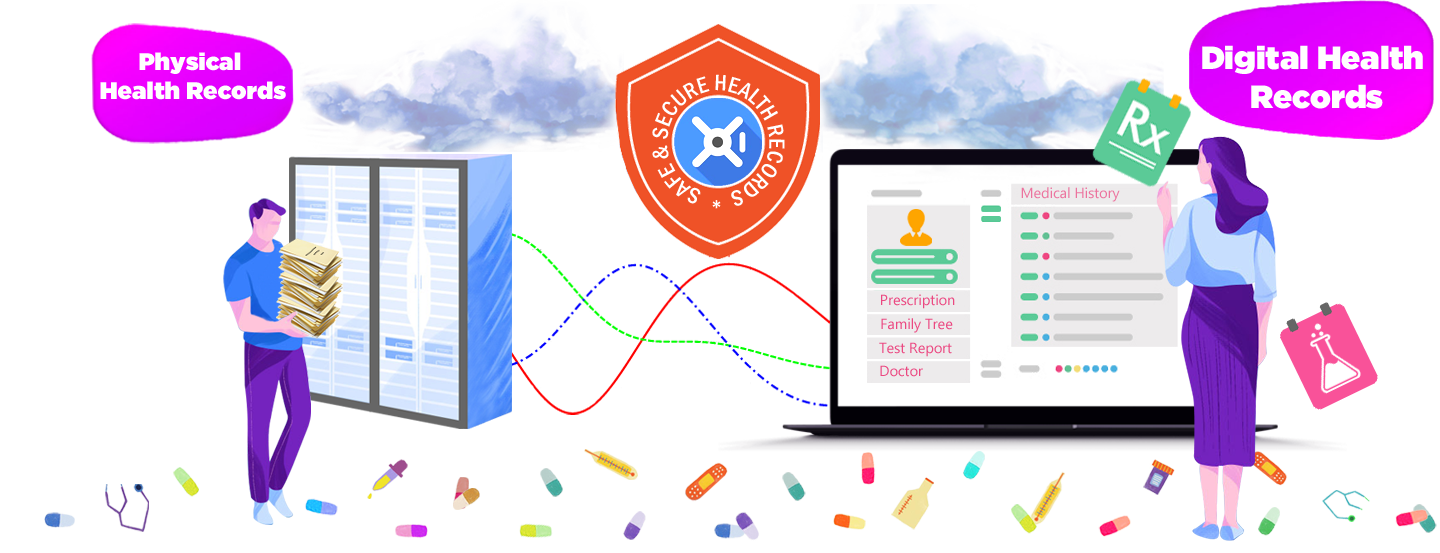 Physical
Health Records
SAFE & SECURE HEALTH RECORDS *
Digital Health
Records
Rx
Medical History
Prescription
Family Tree
Test Report
Doctor